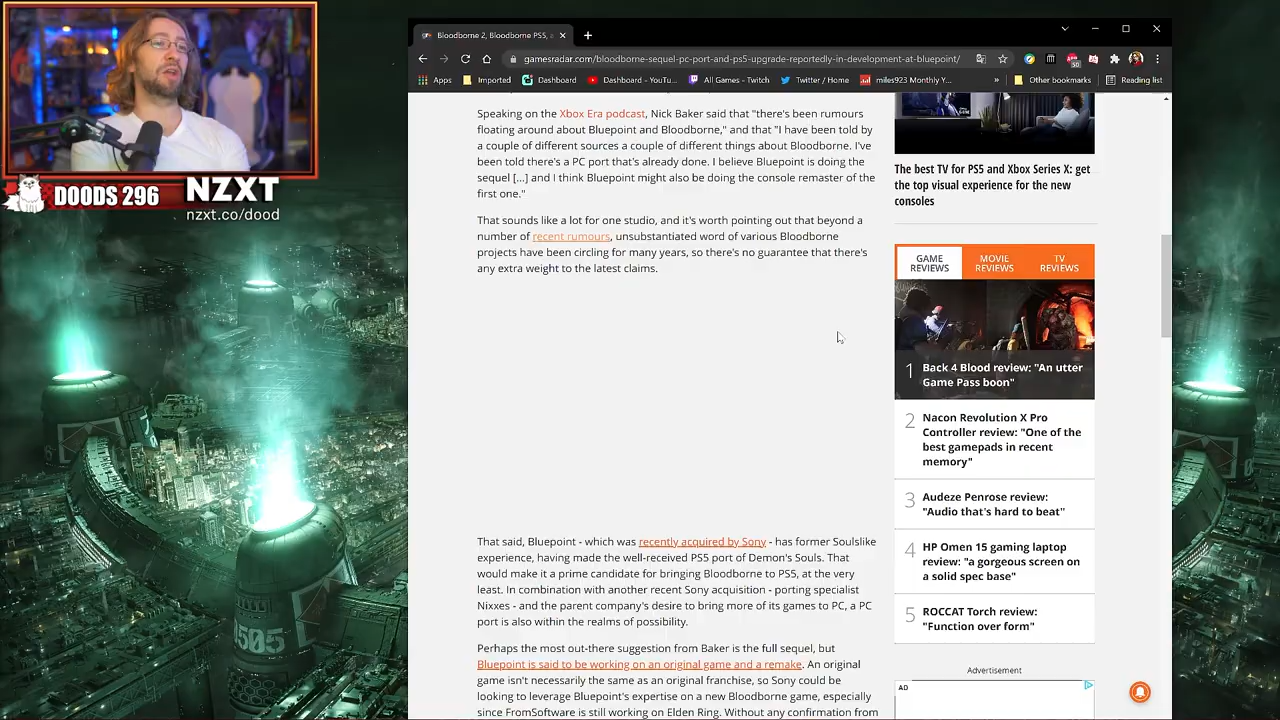 Bloodborne 2, Bloodborne PS5, a
gamesradar.com/bloodborne-sequel-pc-port-and-ps5-upgrade-reportedly-in-development-at-bluepoint/
Apps
Imported
Dashboard
Dashboard - YouTu...
All Games - Twitch
Twitter / Home
miles923 Monthly Y...
»
Other bookmarks
Reading list
DOODS 296
NZXT
nzxt.co/dood
Speaking on the Xbox Era podcast, Nick Baker said that "there's been rumours
floating around about Bluepoint and Bloodborne," and that "I have been told by
a couple of different sources a couple of different things about Bloodborne. I've
been told there's a PC port that's already done. I believe Bluepoint is doing the
sequel [...] and I think Bluepoint might also be doing the console remaster of the
first one."
That sounds like a lot for one studio, and it's worth pointing out that beyond a
number of recent rumours, unsubstantiated word of various Bloodborne
projects have been circling for many years, so there's no guarantee that there's
any extra weight to the latest claims.
That said, Bluepoint - which was recently acquired by Sony - has former Soulslike
experience, having made the well-received PS5 port of Demon's Souls. That
would make it a prime candidate for bringing Bloodborne to PS5, at the very
least. In combination with another recent Sony acquisition - porting specialist
Nixxes - and the parent company's desire to bring more of its games to PC, a PC
port is also within the realms of possibility.
Perhaps the most out-there suggestion from Baker is the full sequel, but
Bluepoint is said to be working on an original game and a remake. An original
game isn't necessarily the same as an original franchise, so Sony could be
looking to leverage Bluepoint's expertise on a new Bloodborne game, especially
since FromSoftware is still working on Elden Ring. Without any confirmation from
The best TV for PS5 and Xbox Series X: get
the top visual experience for the new
consoles
GAME
REVIEWS
MOVIE
REVIEWS
TV
REVIEWS
1 Back 4 Blood review: "An utter
Game Pass boon"
2 Nacon Revolution X Pro
Controller review: "One of the
best gamepads in recent
memory"
3 Audeze Penrose review:
"Audio that's hard to beat"
4 HP Omen 15 gaming laptop
review: "a gorgeous screen on
a solid spec base"
5 ROCCAT Torch review:
"Function over form"
Advertisement
AD